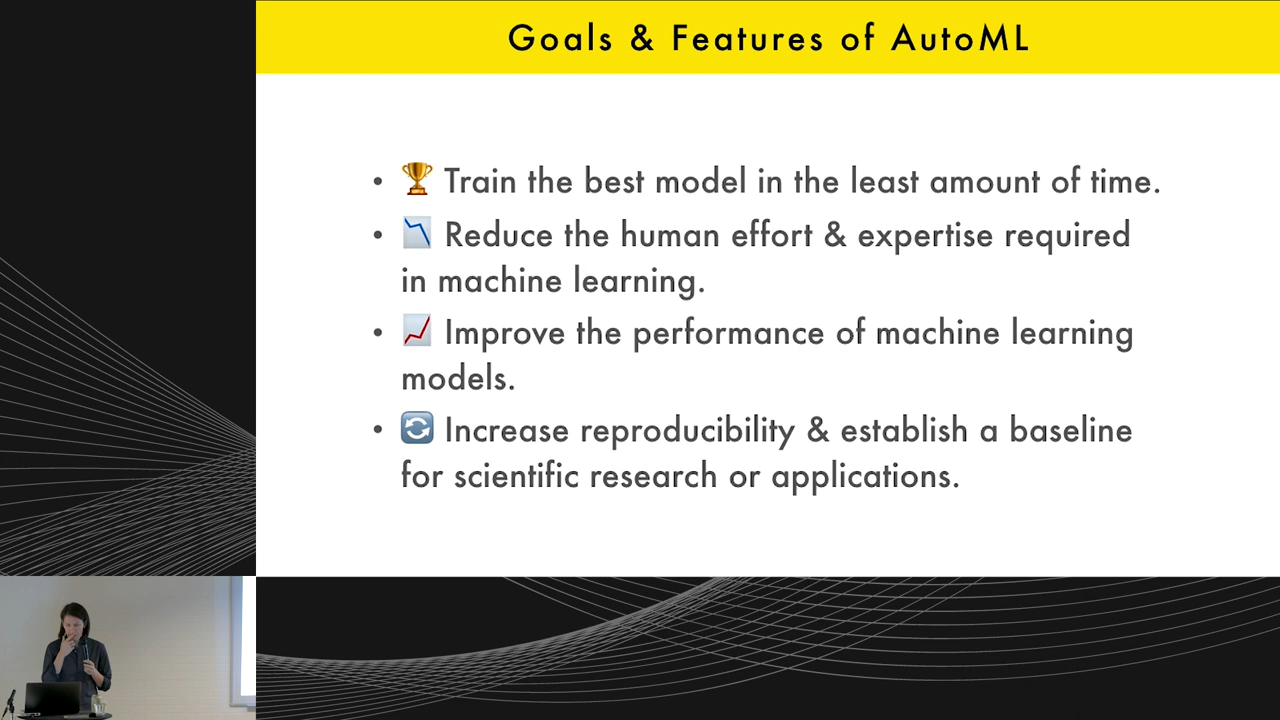 Goals & Features of AutoML
• 🏆 Train the best model in the least amount of time.
• 📉 Reduce the human effort & expertise required
in machine learning.
• 📈 Improve the performance of machine learning
models.
• 🔄 Increase reproducibility & establish a baseline
for scientific research or applications.